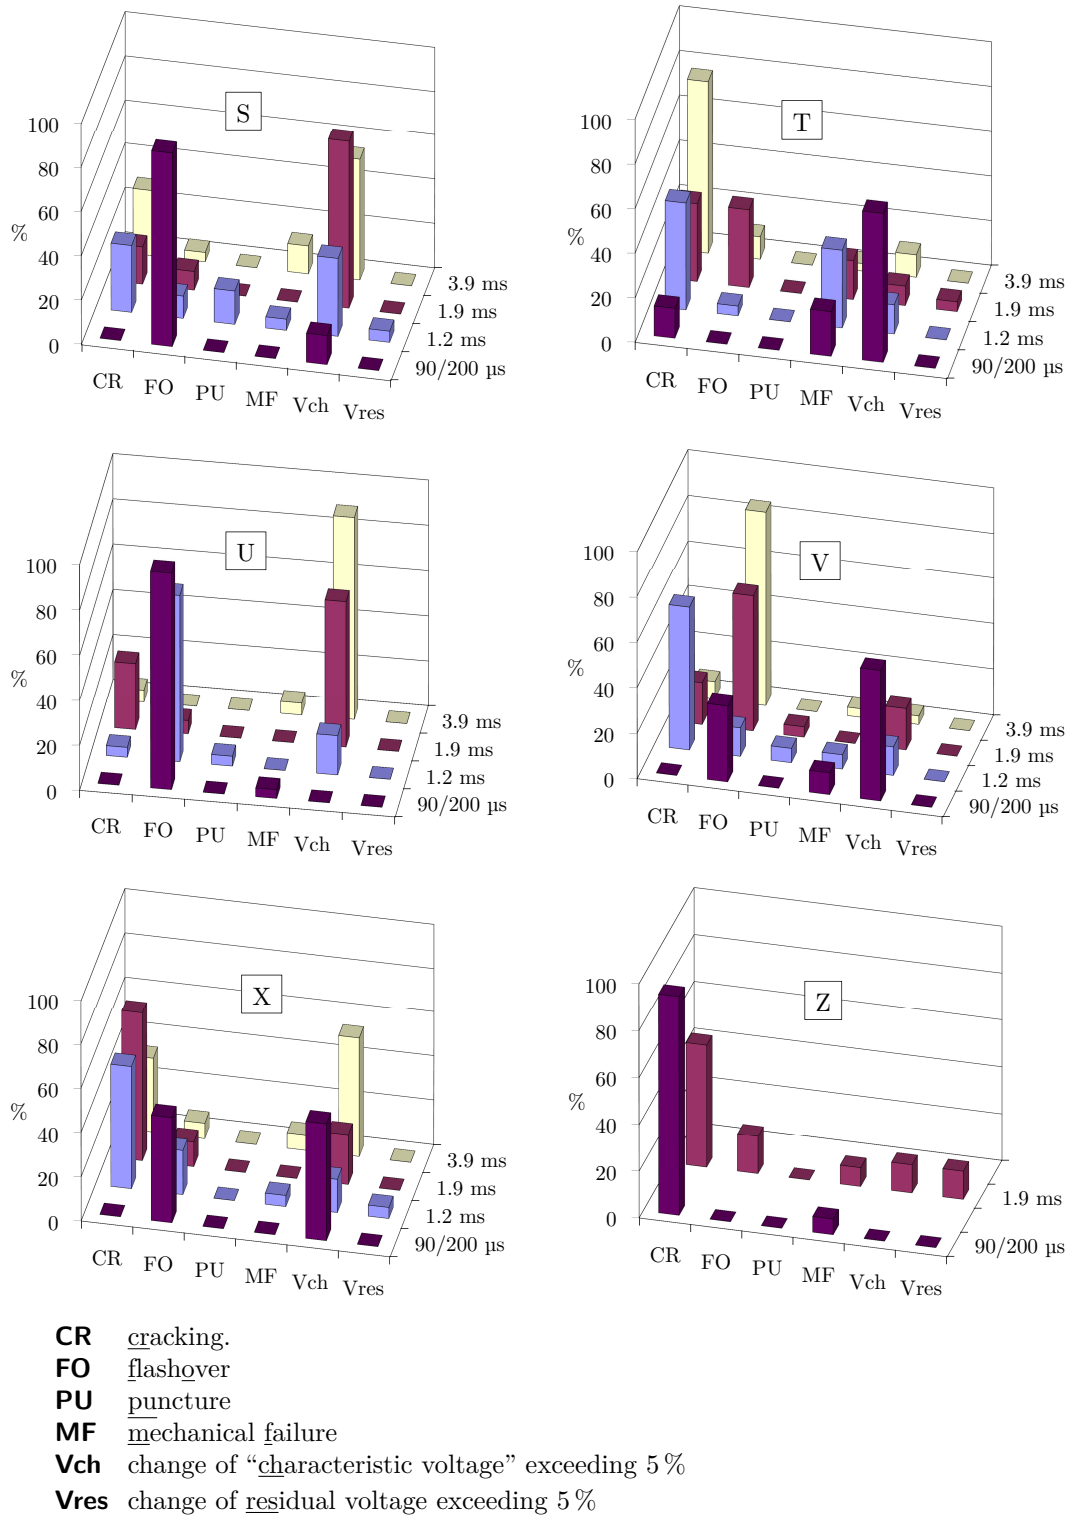 S
100
80
60
%
40
20
0
CR FO PU MF Vch Vres
3.9 ms
1.9 ms
1.2 ms
90/200 µs
T
100
80
60
%
40
20
0
CR FO PU MF Vch Vres
3.9 ms
1.9 ms
1.2 ms
90/200 µs
U
100
80
60
%
40
20
0
CR FO PU MF Vch Vres
3.9 ms
1.9 ms
1.2 ms
90/200 µs
V
100
80
60
%
40
20
0
CR FO PU MF Vch Vres
3.9 ms
1.9 ms
1.2 ms
90/200 µs
X
100
80
60
%
40
20
0
CR FO PU MF Vch Vres
3.9 ms
1.9 ms
1.2 ms
90/200 µs
Z
100
80
60
%
40
20
0
CR FO PU MF Vch Vres
1.9 ms
90/200 µs
CR cracking.
FO flashover
PU puncture
MF mechanical failure
Vch change of “characteristic voltage” exceeding 5 %
Vres change of residual voltage exceeding 5 %